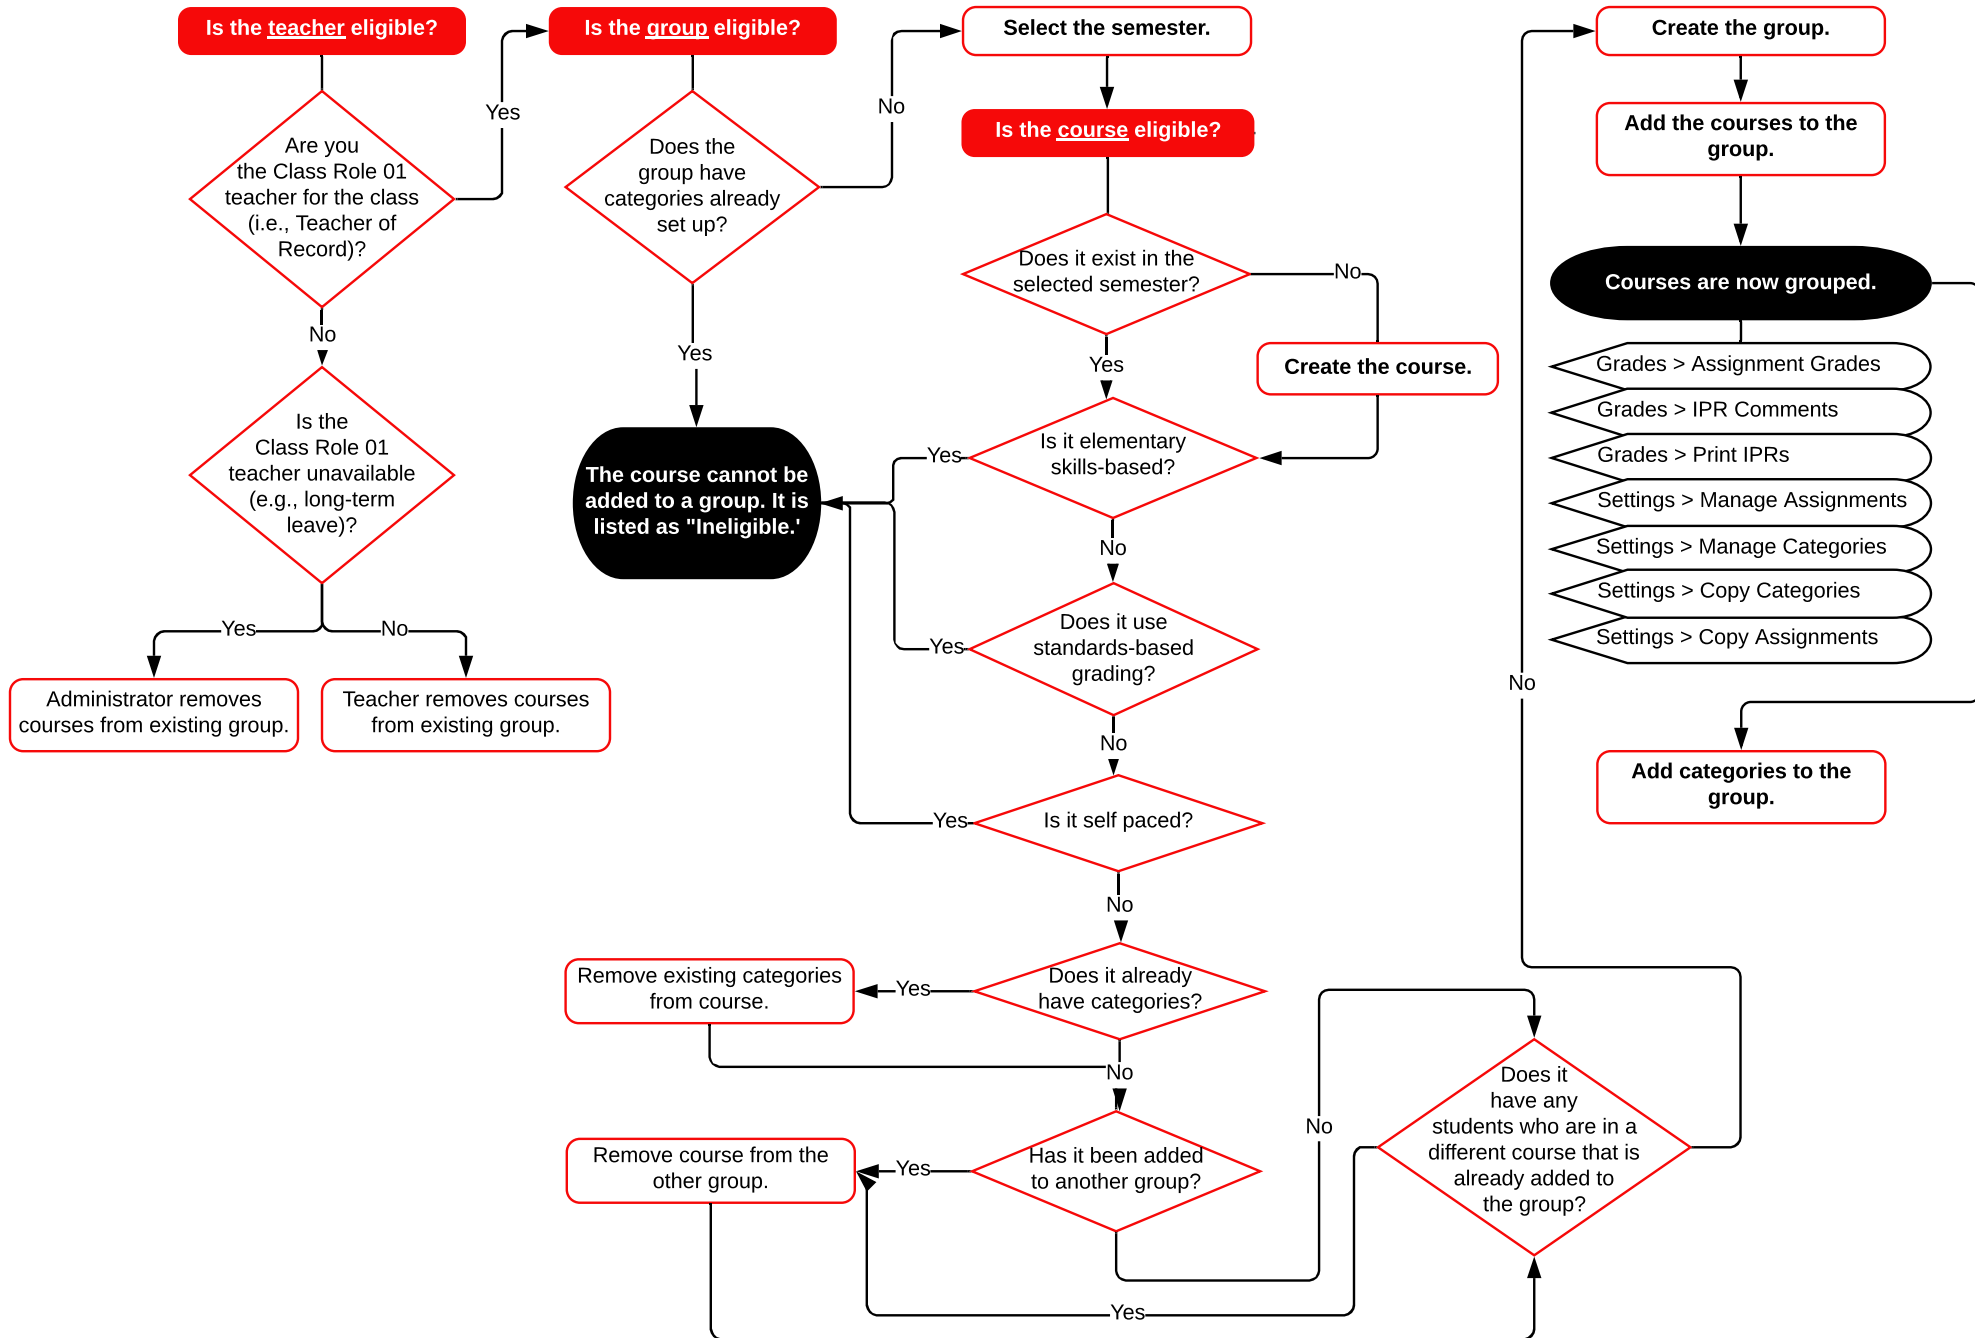 Is the teacher eligible?
Are you
the Class Role 01
teacher for the class
(i.e., Teacher of
Record)?
Yes
No
Is the
Class Role 01
teacher unavailable
(e.g., long-term
leave)?
Yes
No
Administrator removes
courses from existing group.
Teacher removes courses
from existing group.
Is the group eligible?
Does the
group have
categories already
set up?
No
Yes
The course cannot be
added to a group. It is
listed as "Ineligible.'
Select the semester.
Is the course eligible?
Does it exist in the
selected semester?
No
Create the course.
Yes
Is it elementary
skills-based?
Yes
No
Does it use
standards-based
grading?
Yes
No
Is it self paced?
Yes
No
Does it already
have categories?
Yes
Remove existing categories
from course.
No
Has it been added
to another group?
Yes
Remove course from the
other group.
No
Does it
have any
students who are in a
different course that is
already added to
the group?
Yes
No
Create the group.
Add the courses to the
group.
Courses are now grouped.
Grades > Assignment Grades
Grades > IPR Comments
Grades > Print IPRs
Settings > Manage Assignments
Settings > Manage Categories
Settings > Copy Categories
Settings > Copy Assignments
Add categories to the
group.